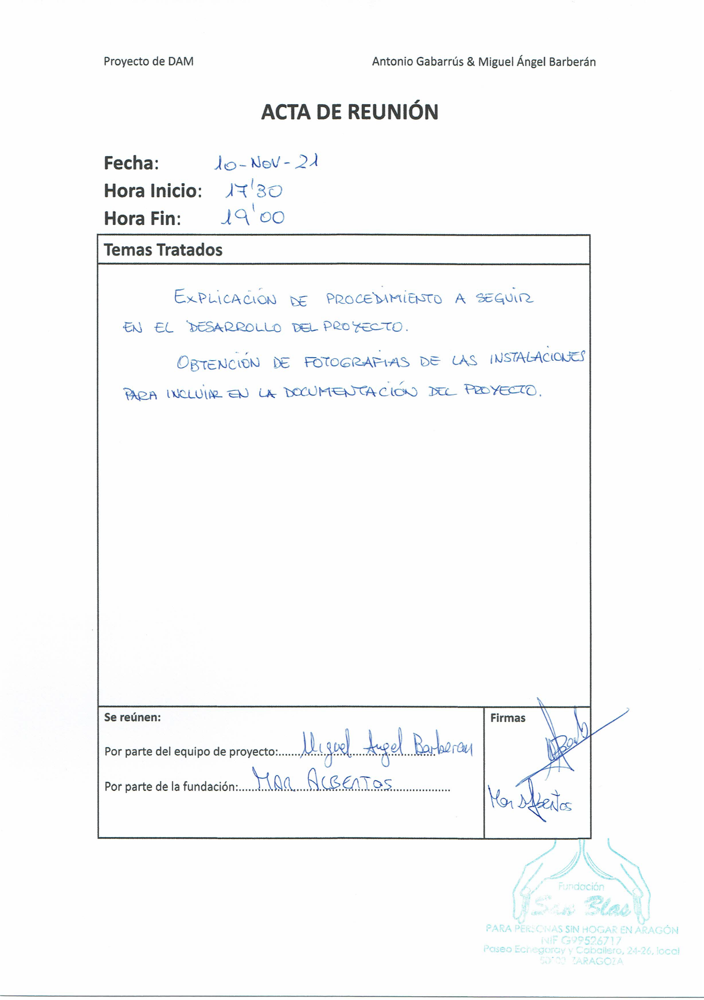 Proyecto de DAM Antonio Gabarrús & Miguel Ángel Barberán
ACTA DE REUNIÓN
Fecha: 10-NOV-21
Hora Inicio: 17'30
Hora Fin: 19'00
Temas Tratados
EXPLICACIÓN DE PROCEDIMIENTO A SEGUIR
EN EL DESARROLLO DEL PROYECTO.
OBTENCIÓN DE FOTOGRAFIAS DE LAS INSTALACIONES
PARA INCLUIR EN LA DOCUMENTACIÓN DEL PROYECTO.
Se reúnen: Firmas
Por parte del equipo de proyecto:...... Miguel Angel Barberan
Por parte de la fundación:...... MAR ALBERTOS
Mar Albertos
Fundación
San Blas
PARA PERSONAS SIN HOGAR EN ARAGÓN
NIF G99526717
Paseo Echegaray y Caballero, 24-26, local
ZARAGOZA